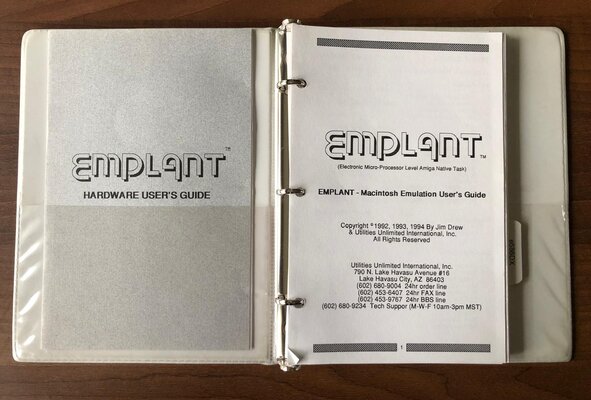 EMPLANT™
HARDWARE USER'S GUIDE
EMPLANT™
(Electronic Micro-Processor Level Amiga Native Task)
EMPLANT - Macintosh Emulation User's Guide
Copyright ©1992, 1993, 1994 By Jim Drew
& Utilities Unlimited International, Inc.
All Rights Reserved
Utilities Unlimited International, Inc.
790 N. Lake Havasu Avenue #16
Lake Havasu City, AZ 86403
(602) 680-9004 24hr order line
(602) 453-6407 24hr FAX line
(602) 453-9767 24hr BBS line
(602) 680-9234 Tech Suppor (M-W-F 10am-3pm MST)
1